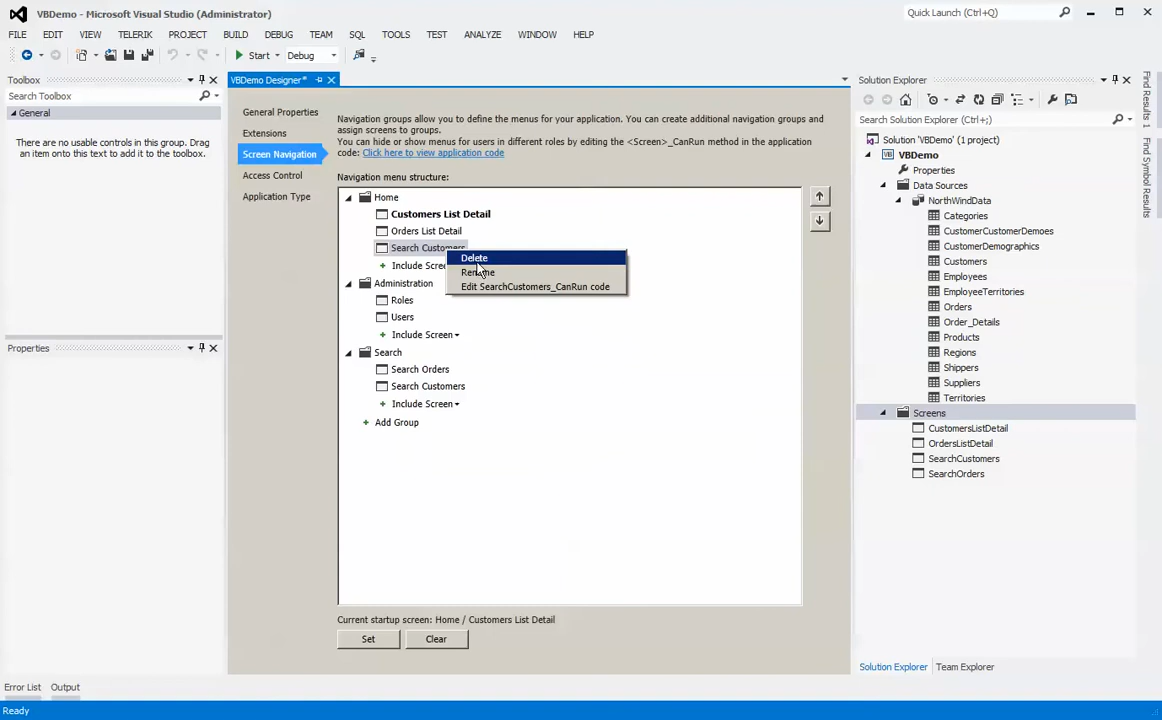 VBDemo - Microsoft Visual Studio (Administrator)
Quick Launch (Ctrl+Q)
FILE EDIT VIEW TELERIK PROJECT BUILD DEBUG TEAM SQL TOOLS TEST ANALYZE WINDOW HELP
Start Debug
Toolbox
Search Toolbox
General
There are no usable controls in this group. Drag
an item onto this text to add it to the toolbox.
Properties
VBDemo Designer*
General Properties
Extensions
Screen Navigation
Access Control
Application Type
Navigation groups allow you to define the menus for your application. You can create additional navigation groups and
assign screens to groups.
You can hide or show menus for users in different roles by editing the <Screen>_CanRun method in the application
code: Click here to view application code
Navigation menu structure:
Home
Customers List Detail
Orders List Detail
Search Customers
Include
Delete
Rename
Edit SearchCustomers_CanRun code
Administration
Roles
Users
Include Screen
Search
Search Orders
Search Customers
Include Screen
Add Group
Current startup screen: Home / Customers List Detail
Set Clear
Solution Explorer
Search Solution Explorer (Ctrl+;)
Solution 'VBDemo' (1 project)
VB VBDemo
Properties
Data Sources
NorthWindData
Categories
CustomerCustomerDemoes
CustomerDemographics
Customers
Employees
EmployeeTerritories
Orders
Order_Details
Products
Regions
Shippers
Suppliers
Territories
Screens
CustomersListDetail
OrdersListDetail
SearchCustomers
SearchOrders
Solution Explorer Team Explorer
Find Results 1
Find Symbol Results
Error List Output
Ready